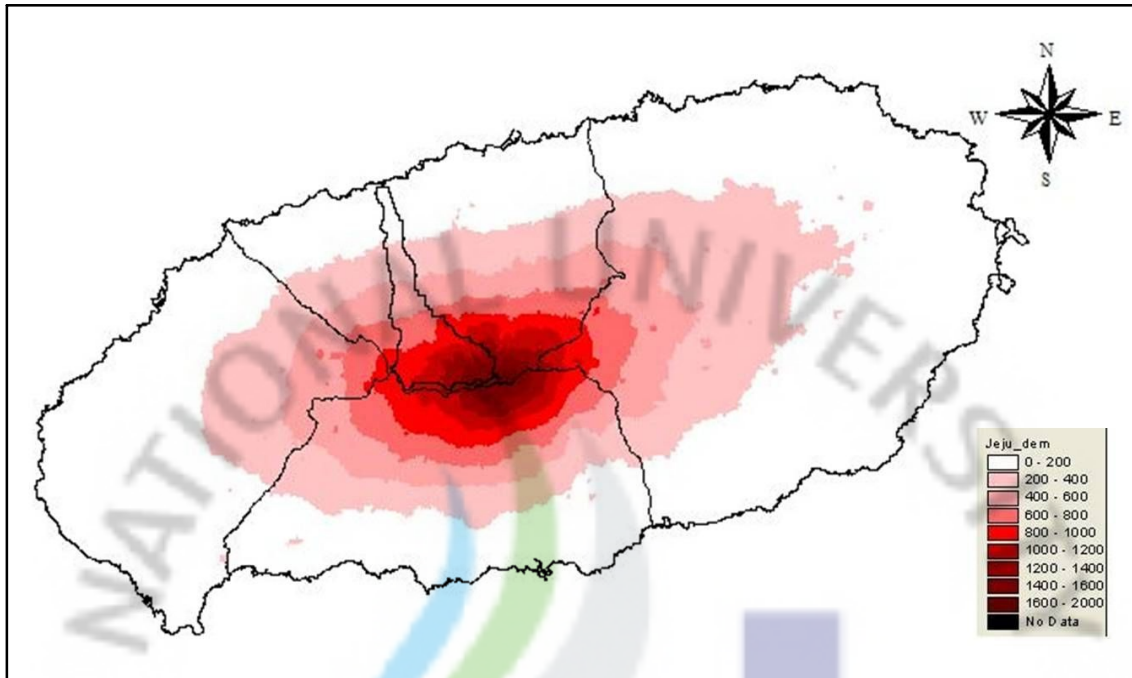 N
W E
S
NATIONAL UNIVERSITY
Jeju_dem
0 - 200
200 - 400
400 - 600
600 - 800
800 - 1000
1000 - 1200
1200 - 1400
1400 - 1600
1600 - 2000
No Data